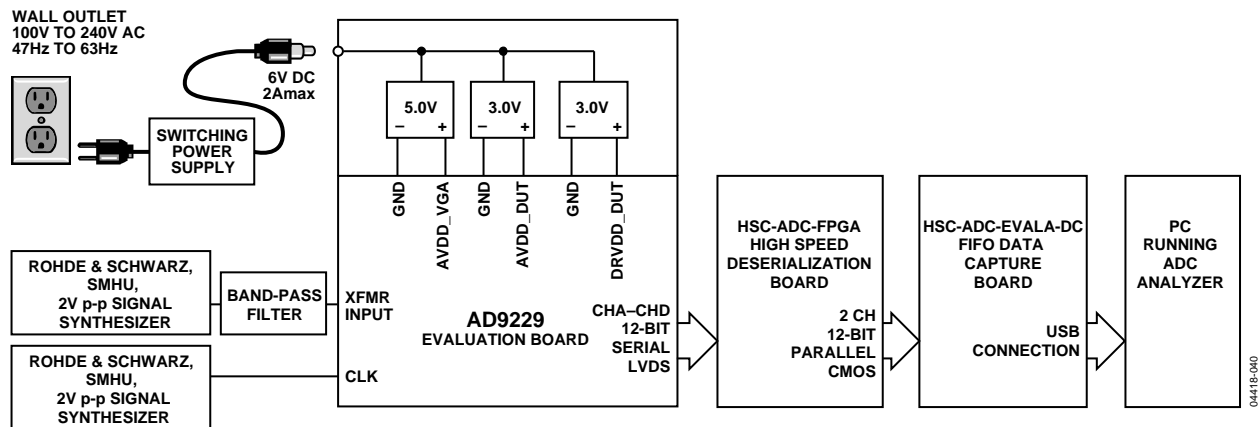 WALL OUTLET
100V TO 240V AC
47Hz TO 63Hz
6V DC
2Amax
SWITCHING
POWER
SUPPLY
5.0V
– +
3.0V
– +
3.0V
– +
GND
AVDD_VGA
GND
AVDD_DUT
GND
DRVDD_DUT
ROHDE & SCHWARZ,
SMHU,
2V p-p SIGNAL
SYNTHESIZER
BAND-PASS
FILTER
XFMR
INPUT
ROHDE & SCHWARZ,
SMHU,
2V p-p SIGNAL
SYNTHESIZER
CLK
AD9229
EVALUATION BOARD
CHA–CHD
12-BIT
SERIAL
LVDS
HSC-ADC-FPGA
HIGH SPEED
DESERIALIZATION
BOARD
2 CH
12-BIT
PARALLEL
CMOS
HSC-ADC-EVALA-DC
FIFO DATA
CAPTURE
BOARD
USB
CONNECTION
PC
RUNNING
ADC
ANALYZER
04418-040